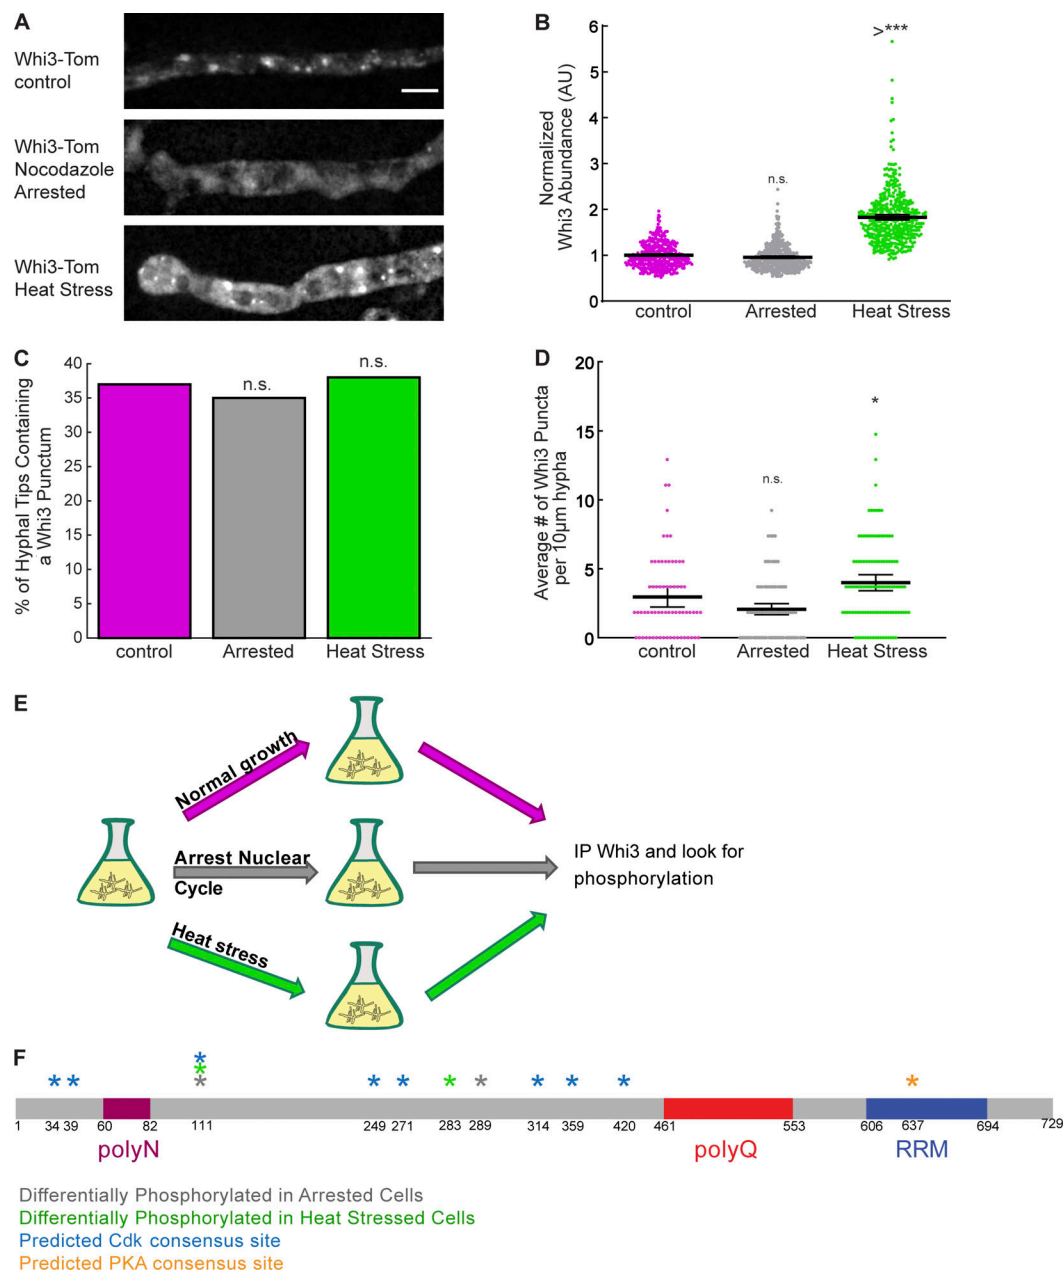 A
Whi3-Tom
control
Whi3-Tom
Nocodazole
Arrested
Whi3-Tom
Heat Stress
B
Normalized
Whi3 Abundance (AU)
6
5
4
3
2
1
0
n.s.
>***
control
Arrested
Heat Stress
C
% of Hyphal Tips Containing
a Whi3 Punctum
40
35
30
25
20
15
10
5
0
n.s.
n.s.
control
Arrested
Heat Stress
D
Average # of Whi3 Puncta
per 10µm hypha
20
15
10
5
0
n.s.
*
control
Arrested
Heat Stress
E
Normal growth
Arrest Nuclear
Cycle
Heat stress
IP Whi3 and look for
phosphorylation
F
*
*
* * * * * * * * * * *
1 34 39 60 82 111 249 271 283 289 314 359 420 461 553 606 637 694 729
polyN
polyQ
RRM
Differentially Phosphorylated in Arrested Cells
Differentially Phosphorylated in Heat Stressed Cells
Predicted Cdk consensus site
Predicted PKA consensus site